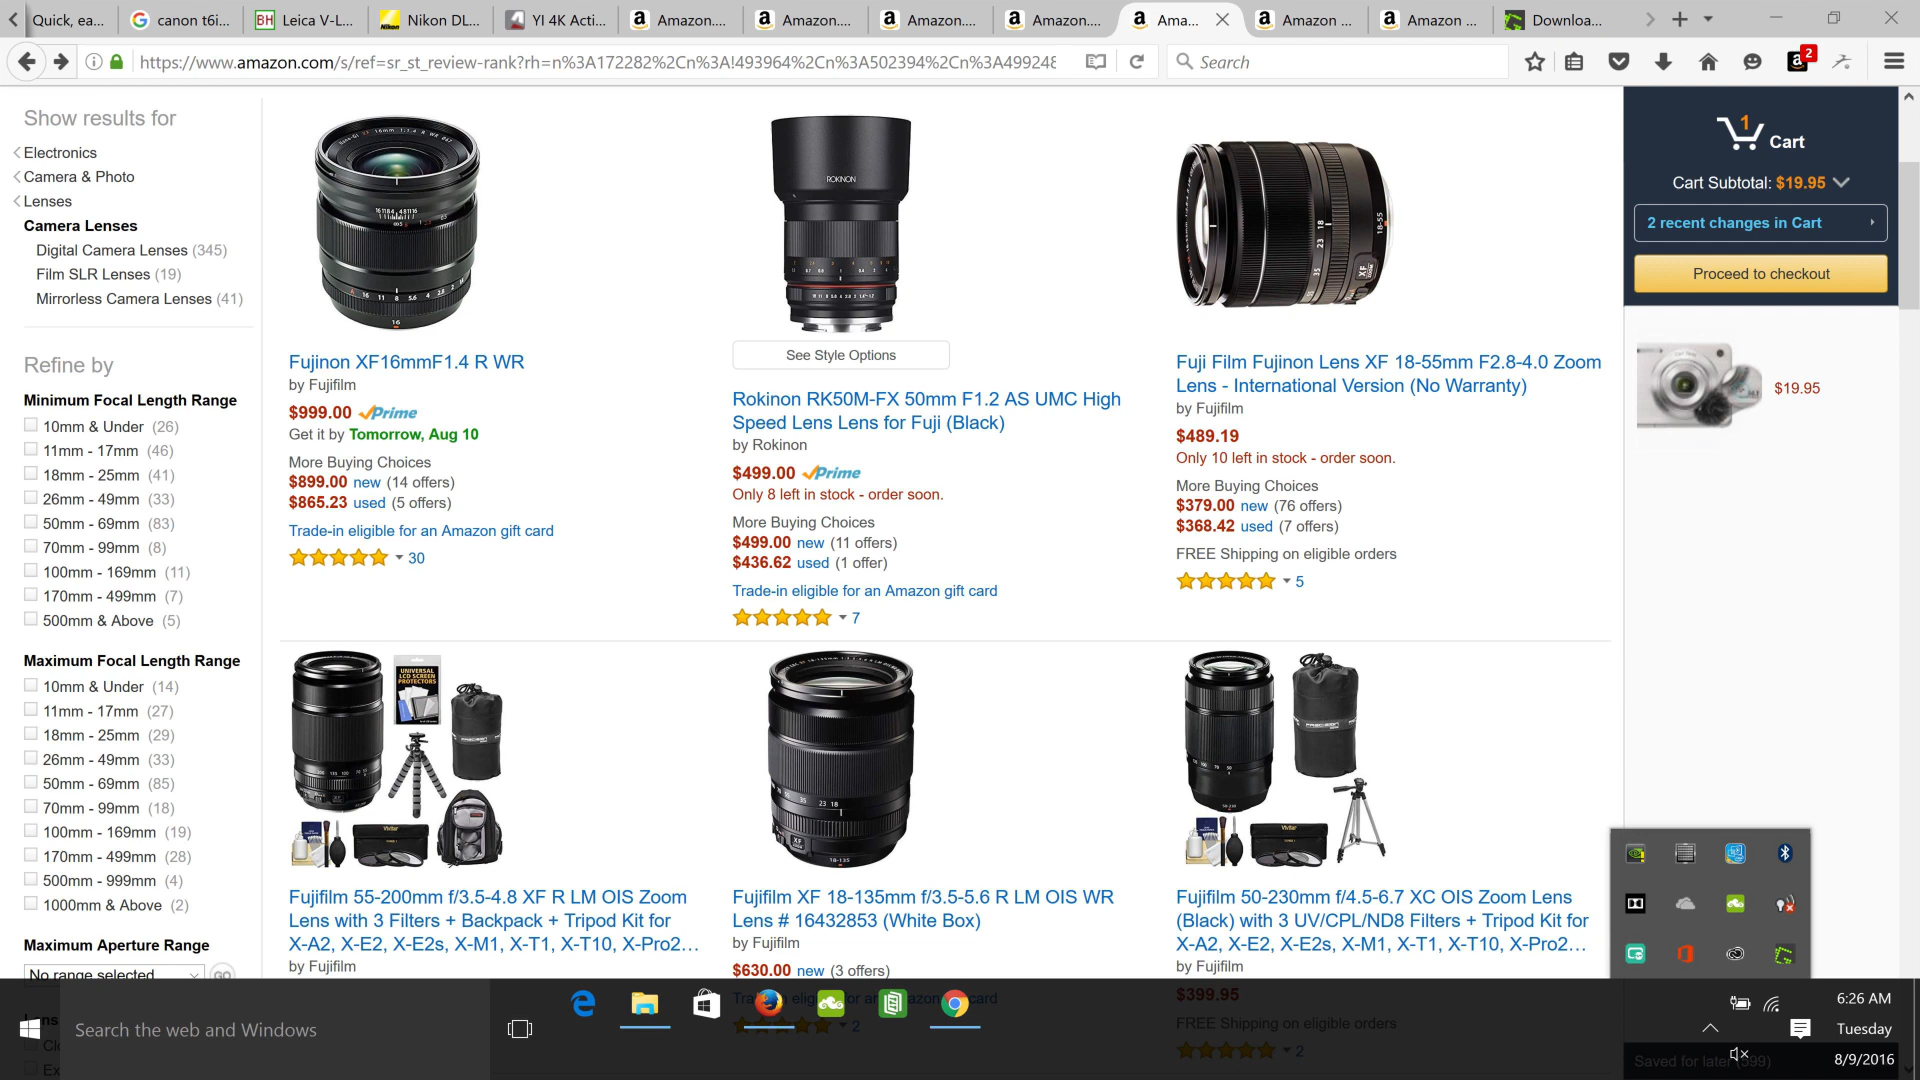 Quick, ea...
canon t6i...
BH
Leica V-L...
Nikon
Nikon DL...
YI 4K Acti...
Amazon....
Amazon....
Amazon....
Amazon....
Ama...
Amazon ...
Amazon ...
Downloa...
https://www.amazon.com/s/ref=sr_st_review-rank?rh=n%3A172282%2Cn%3A!493964%2Cn%3A502394%2Cn%3A499248
Search
2
Show results for
Electronics
Camera & Photo
Lenses
Camera Lenses
Digital Camera Lenses (345)
Film SLR Lenses (19)
Mirrorless Camera Lenses (41)
Refine by
Minimum Focal Length Range
10mm & Under (26)
11mm - 17mm (46)
18mm - 25mm (41)
26mm - 49mm (33)
50mm - 69mm (83)
70mm - 99mm (8)
100mm - 169mm (11)
170mm - 499mm (7)
500mm & Above (5)
Maximum Focal Length Range
10mm & Under (14)
11mm - 17mm (27)
18mm - 25mm (29)
26mm - 49mm (33)
50mm - 69mm (85)
70mm - 99mm (18)
100mm - 169mm (19)
170mm - 499mm (28)
500mm - 999mm (4)
1000mm & Above (2)
Maximum Aperture Range
No range selected
GO
Fujinon XF16mmF1.4 R WR
by Fujifilm
$999.00 Prime
Get it by Tomorrow, Aug 10
More Buying Choices
$899.00 new (14 offers)
$865.23 used (5 offers)
Trade-in eligible for an Amazon gift card
30
ROKINON
See Style Options
Rokinon RK50M-FX 50mm F1.2 AS UMC High
Speed Lens Lens for Fuji (Black)
by Rokinon
$499.00 Prime
Only 8 left in stock - order soon.
More Buying Choices
$499.00 new (11 offers)
$436.62 used (1 offer)
Trade-in eligible for an Amazon gift card
7
18-55
Fuji Film Fujinon Lens XF 18-55mm F2.8-4.0 Zoom
Lens - International Version (No Warranty)
by Fujifilm
$489.19
Only 10 left in stock - order soon.
More Buying Choices
$379.00 new (76 offers)
$368.42 used (7 offers)
FREE Shipping on eligible orders
5
UNIVERSAL
LCD SCREEN
PROTECTORS
Fujifilm 55-200mm f/3.5-4.8 XF R LM OIS Zoom
Lens with 3 Filters + Backpack + Tripod Kit for
X-A2, X-E2, X-E2s, X-M1, X-T1, X-T10, X-Pro2...
by Fujifilm
18-135
Fujifilm XF 18-135mm f/3.5-5.6 R LM OIS WR
Lens # 16432853 (White Box)
by Fujifilm
$630.00 new (3 offers)
2
Fujifilm 50-230mm f/4.5-6.7 XC OIS Zoom Lens
(Black) with 3 UV/CPL/ND8 Filters + Tripod Kit for
X-A2, X-E2, X-E2s, X-M1, X-T1, X-T10, X-Pro2...
by Fujifilm
$399.95
FREE Shipping on eligible orders
2
1
Cart
Cart Subtotal: $19.95
2 recent changes in Cart
Proceed to checkout
$19.95
Search the web and Windows
6:26 AM
Tuesday
8/9/2016